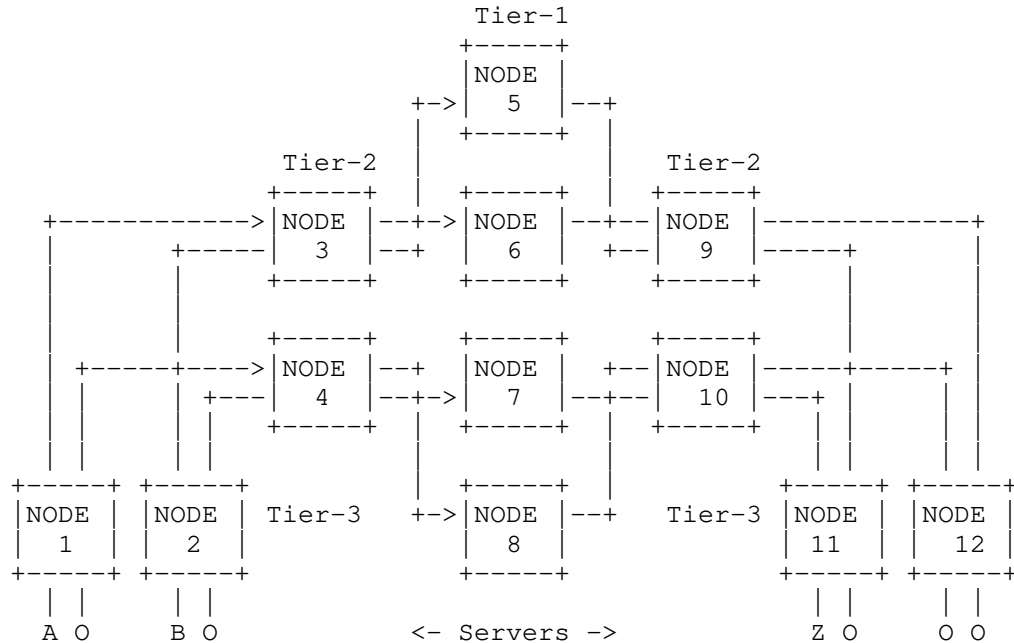 Tier-1
NODE
5
Tier-2 Tier-2
NODE NODE NODE
3 6 9
NODE NODE NODE
4 7 10
NODE NODE Tier-3 NODE Tier-3 NODE NODE
1 2 8 11 12
A O B O <- Servers -> Z O O O